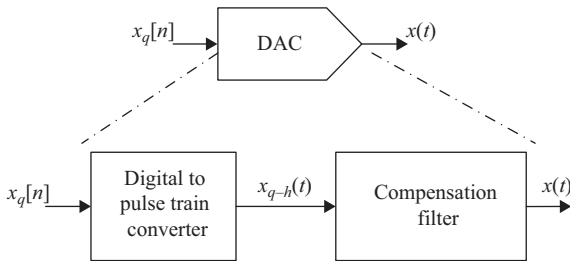 x_q[n] DAC x(t)
x_q[n] Digital to pulse train converter x_{q–h}(t) Compensation filter x(t)